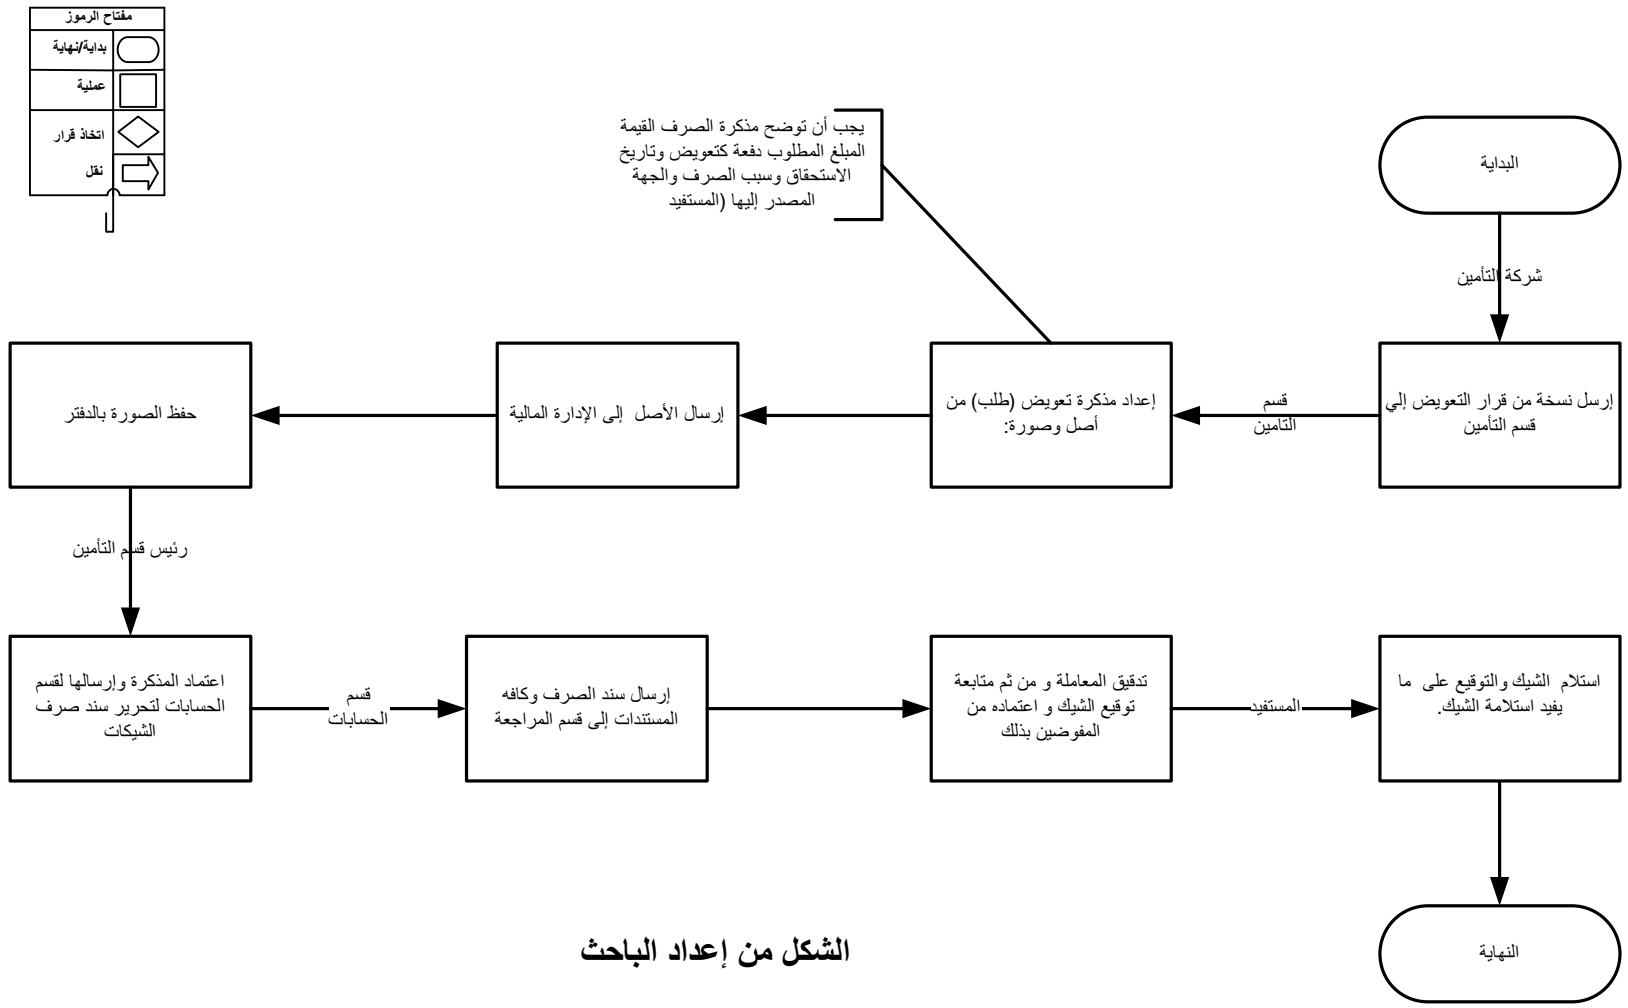 مفتاح الرموز
بداية/نهاية
عملية
اتخاذ قرار
نقل
يجب أن توضح مذكرة الصرف القيمة
المبلغ المطلوب دفعة كتعويض وتاريخ
الاستحقاق وسبب الصرف والجهة
المصدر إليها (المستفيد
البداية
شركة التأمين
إرسل نسخة من قرار التعويض إلي
قسم التأمين
قسم
التامين
إعداد مذكرة تعويض (طلب) من
أصل وصورة:
إرسال الأصل إلى الإدارة المالية
حفظ الصورة بالدفتر
رئيس قسم التأمين
اعتماد المذكرة وإرسالها لقسم
الحسابات لتحرير سند صرف
الشيكات
قسم
الحسابات
إرسال سند الصرف وكافه
المستندات إلى قسم المراجعة
تدقيق المعاملة و من ثم متابعة
توقيع الشيك و اعتماده من
المفوضين بذلك
المستفيد
استلام الشيك والتوقيع على ما
يفيد استلامة الشيك.
النهاية
الشكل من إعداد الباحث